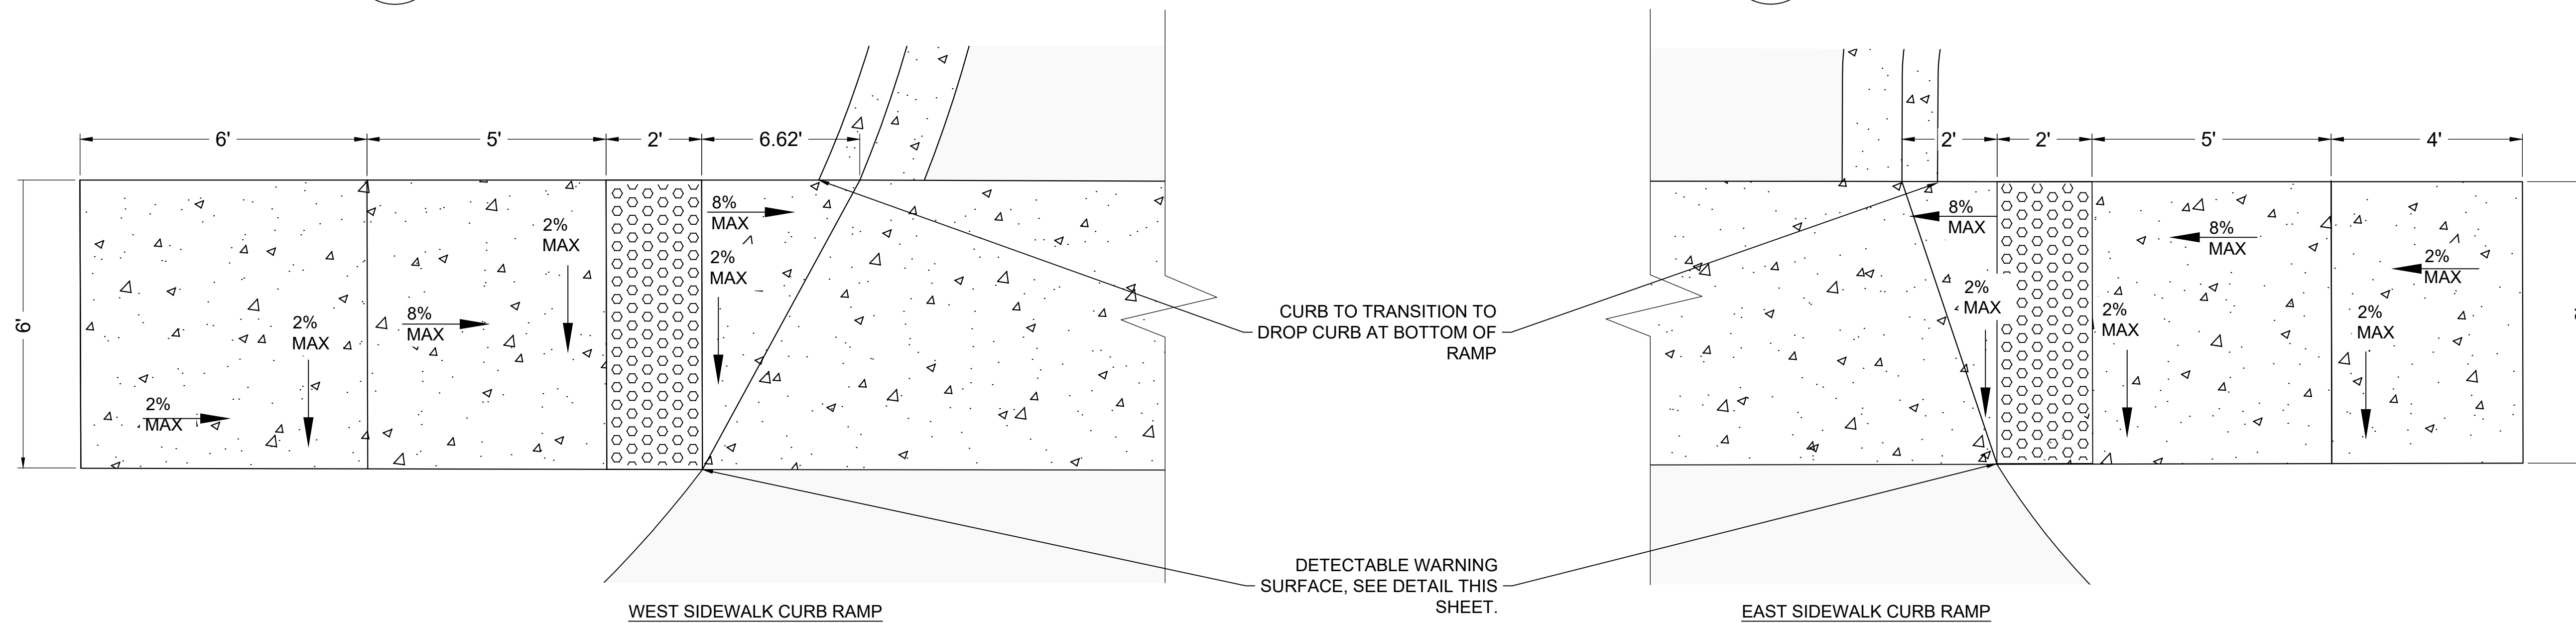 6'
5'
2'
6.62'
2'
2'
5'
4'
6'
2%
MAX
2%
MAX
8%
MAX
2%
MAX
8%
MAX
2%
MAX
8%
MAX
2%
MAX
8%
MAX
2%
MAX
2%
MAX
2%
MAX
CURB TO TRANSITION TO
DROP CURB AT BOTTOM OF
RAMP
DETECTABLE WARNING
SURFACE, SEE DETAIL THIS
SHEET.
WEST SIDEWALK CURB RAMP
EAST SIDEWALK CURB RAMP